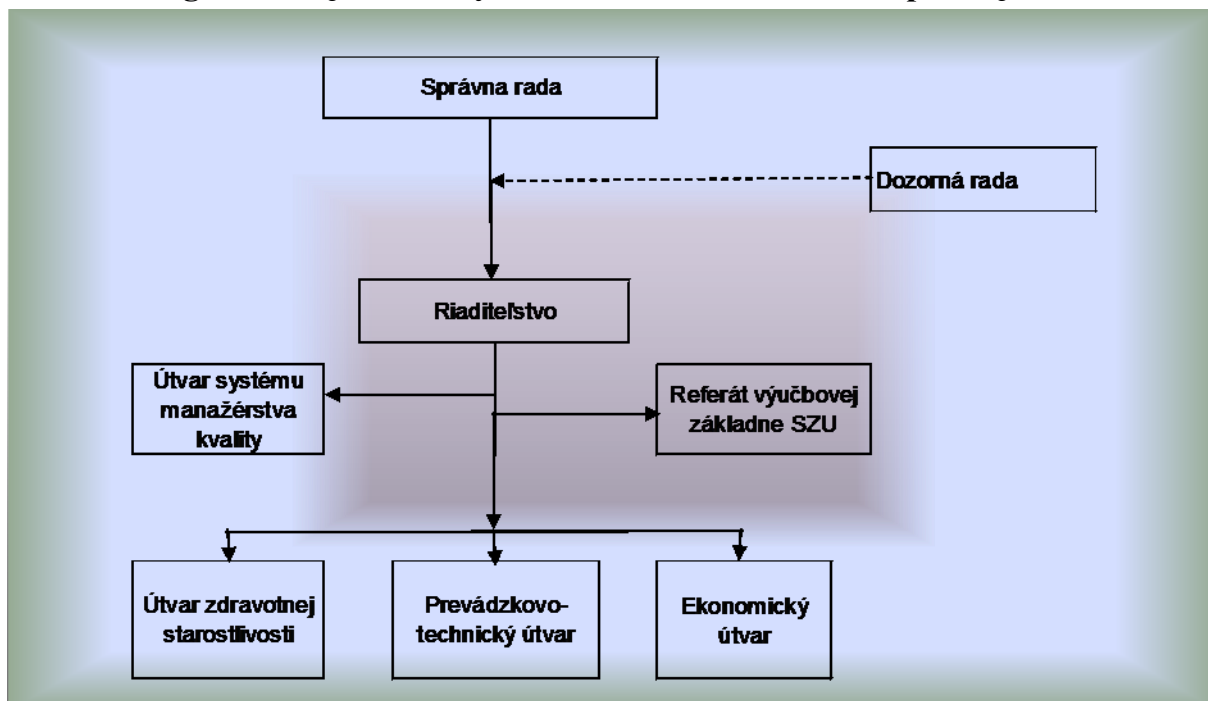 Správna rada
Dozorná rada
Riaditeľstvo
Útvar systému
manažérstva
kvality
Referát výučbovej
základne SZU
Útvar zdravotnej
starostlivosti
Prevádzkovo-
technický útvar
Ekonomický
útvar